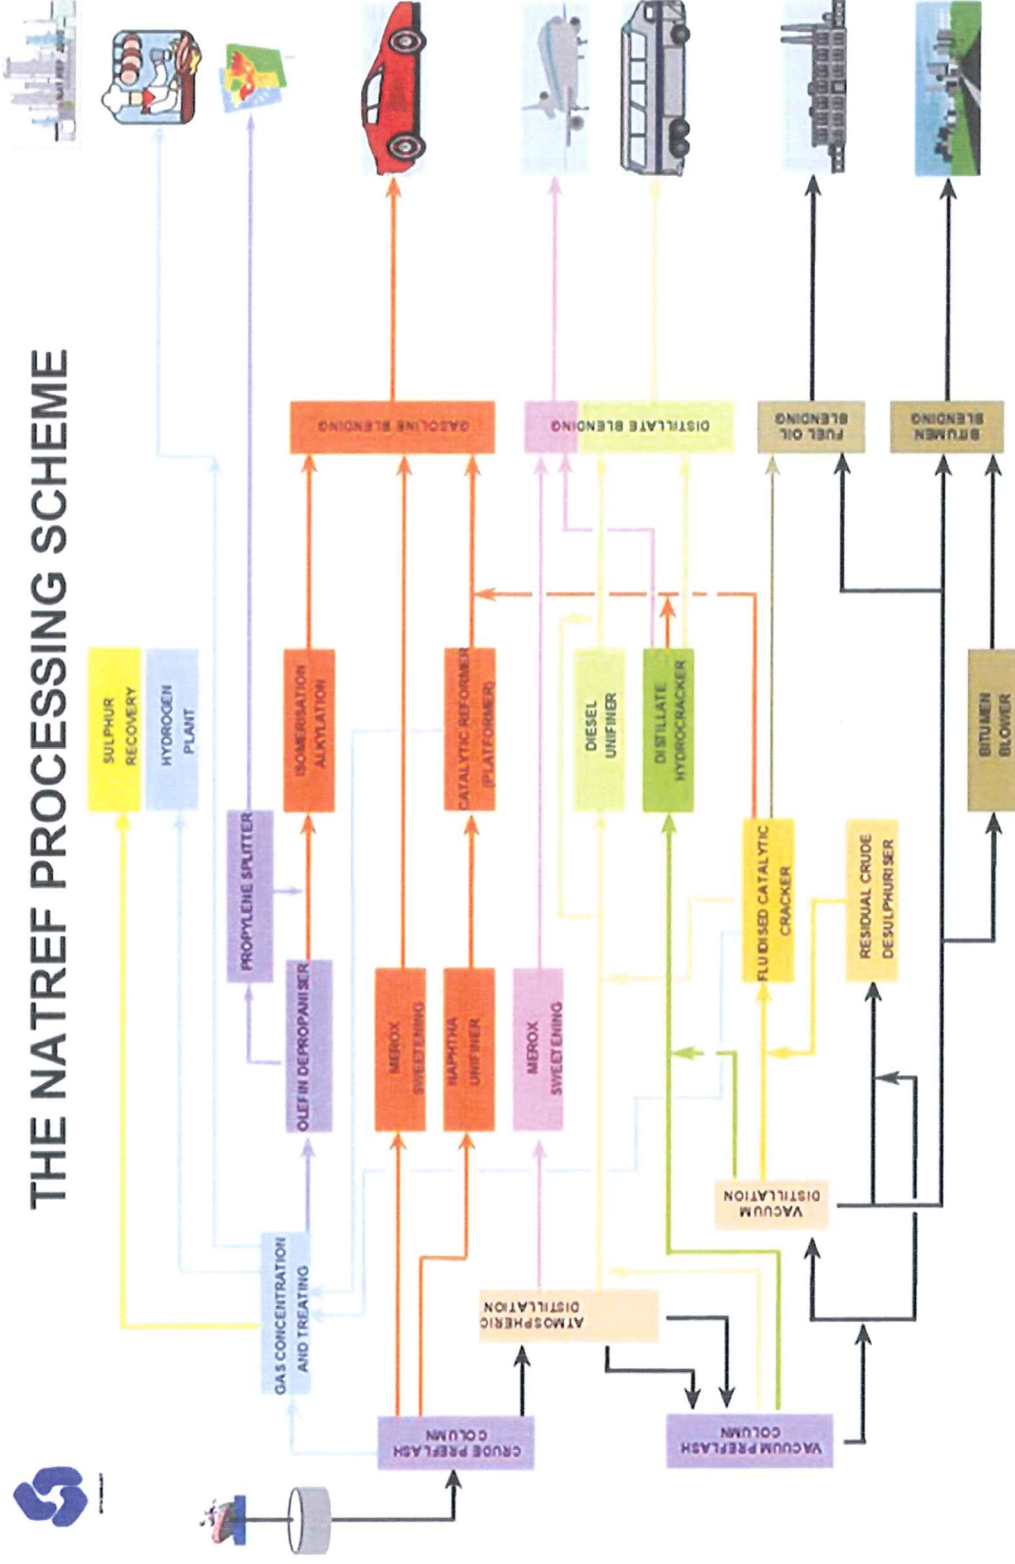 THE NATREF PROCESSING SCHEME
SULPHUR
RECOVERY
HYDROGEN
PLANT
PROPYLENE SPLITTER
GAS CONCENTRATION
AND TREATING
OLEFIN DEPROPANISER
ISOMERISATION
ALKYLATION
GASOLINE BLENDING
CRUDE PREFLASH
COLUMN
MEROX
SWEETENING
NAPHTHA
UNIFINER
CATALYTIC REFORMER
(PLATFORMER)
ATMOSPHERIC
DISTILLATION
MEROX
SWEETENING
DISTILLATE BLENDING
DIESEL
UNIFINER
DISTILLATE
HYDROCRACKER
VACUUM PREFLASH
COLUMN
VACUUM
DISTILLATION
FLUIDISED CATALYTIC
CRACKER
FUEL OIL
BLENDING
RESIDUAL CRUDE
DESULPHURISER
BITUMEN
BLENDING
BITUMEN
BLOWER